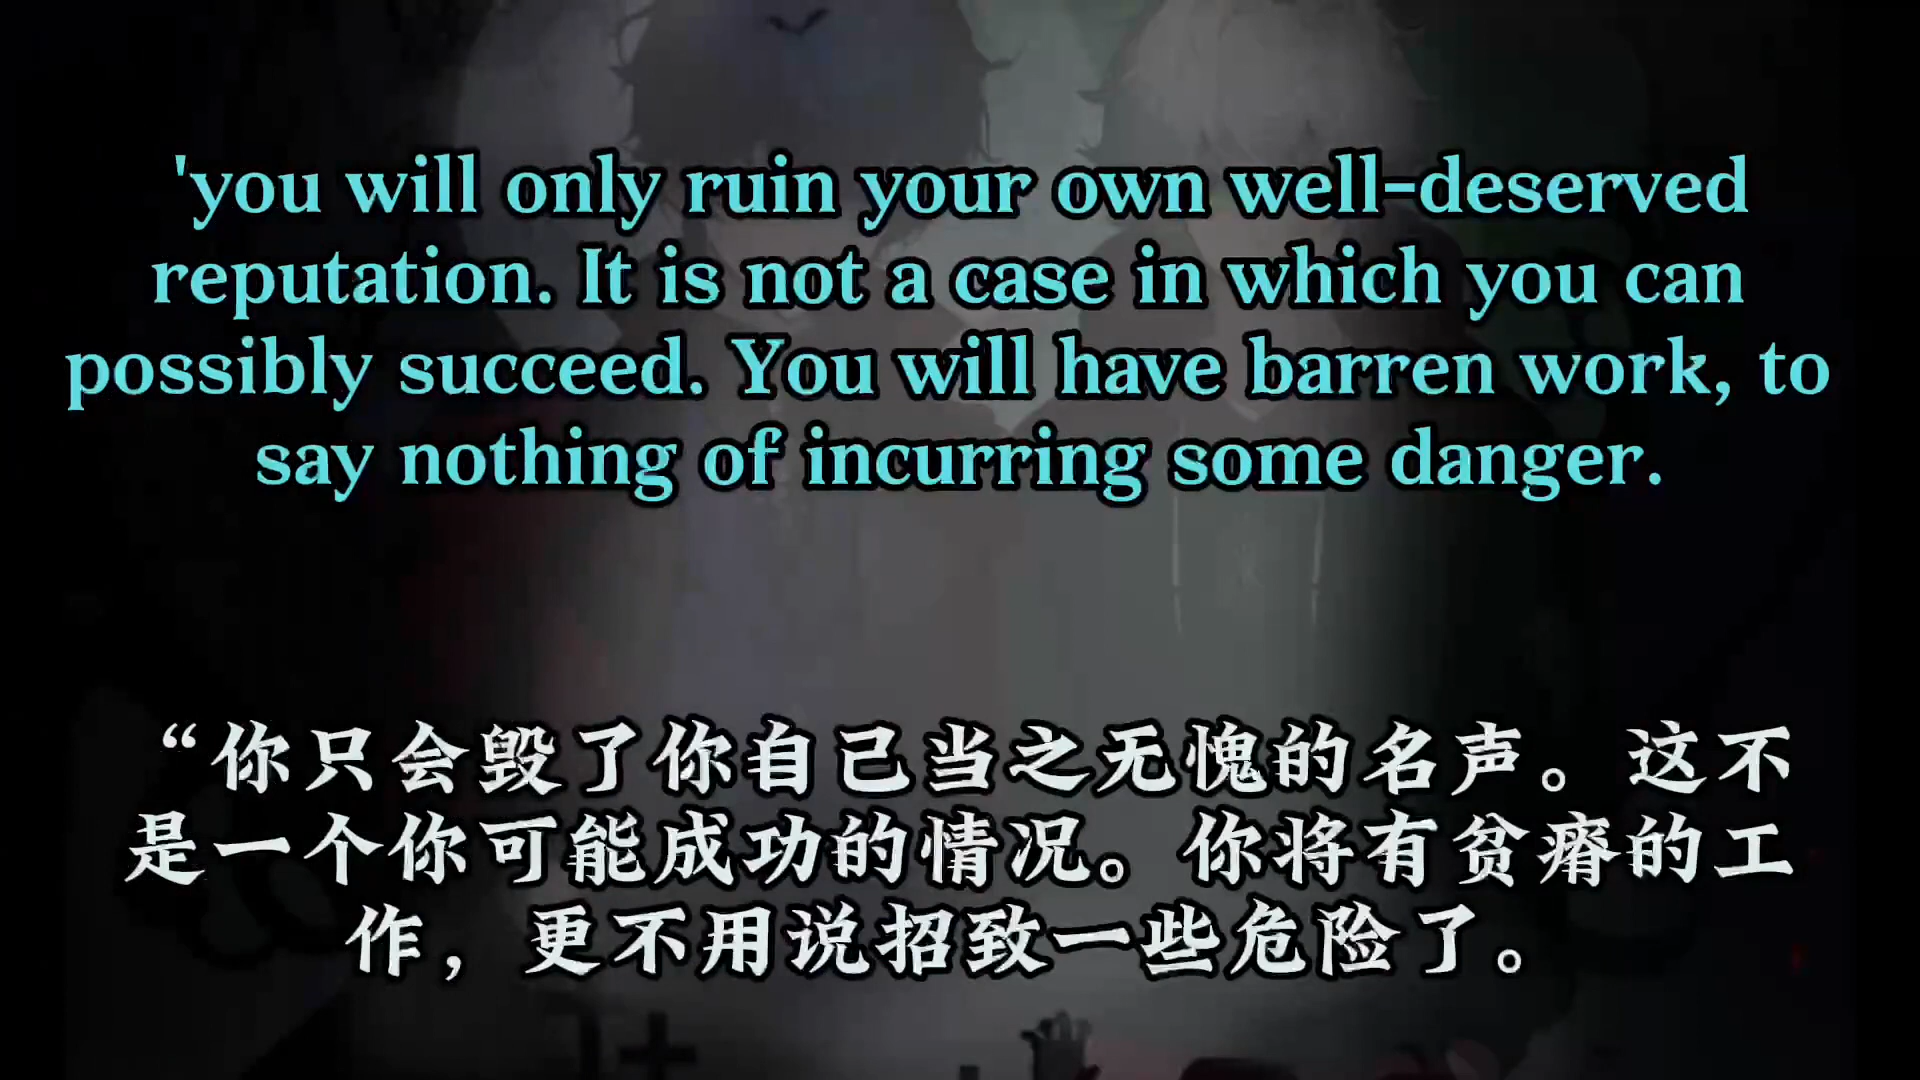 'you will only ruin your own well-deserved
reputation. It is not a case in which you can
possibly succeed. You will have barren work, to
say nothing of incurring some danger.
“你只会毁了你自己当之无愧的名声。这不
是一个你可能成功的情况。你将有贫瘠的工
作，更不用说招致一些危险了。